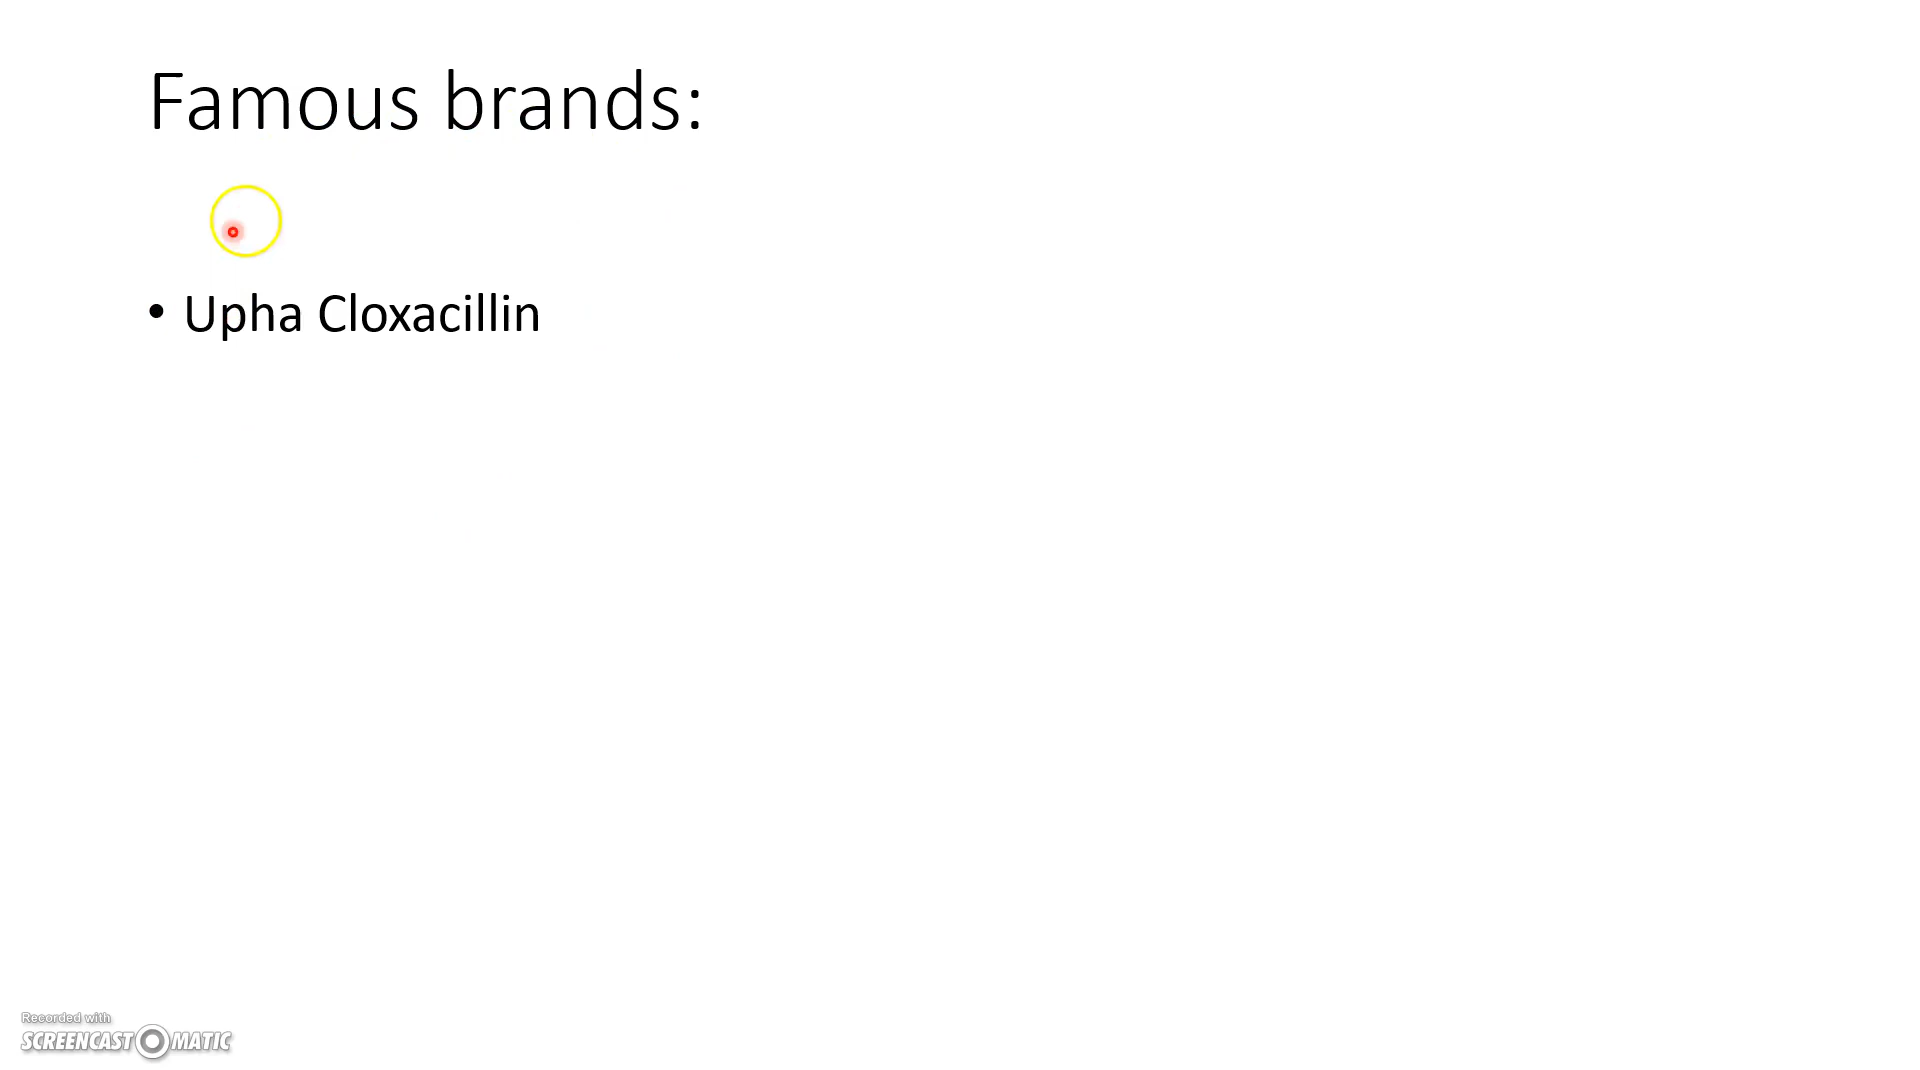 Famous brands:
• Upha Cloxacillin
Recorded with
SCREENCAST MATIC